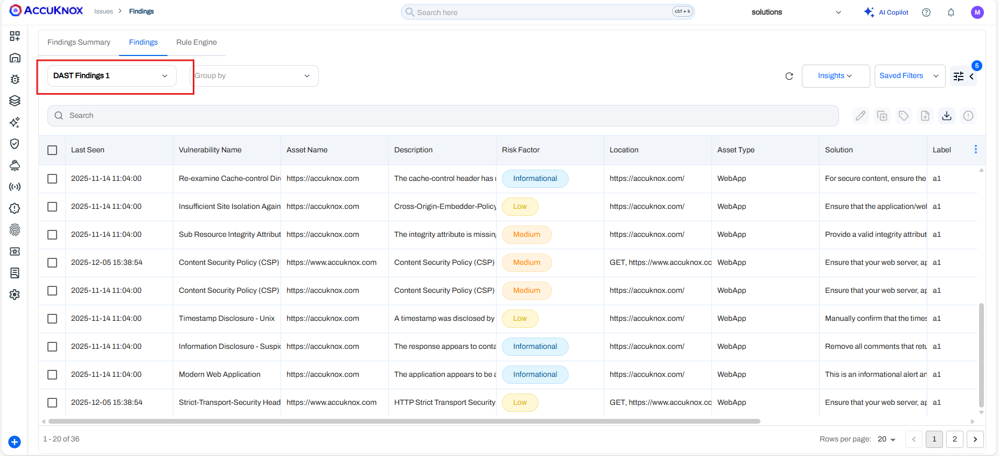 ACCUKNOX Issues > Findings Search here ctrl + k solutions AI Copilot ? M
Findings Summary Findings Rule Engine
5
DAST Findings 1 Group by Insights Saved Filters
Search
Last Seen Vulnerability Name Asset Name Description Risk Factor Location Asset Type Solution Label
2025-11-14 11:04:00 Re-examine Cache-control Dire https://accuknox.com The cache-control header has n Informational https://accuknox.com/ WebApp For secure content, ensure the a1
2025-11-14 11:04:00 Insufficient Site Isolation Again https://accuknox.com Cross-Origin-Embedder-Policy Low https://accuknox.com/ WebApp Ensure that the application/wel a1
2025-11-14 11:04:00 Sub Resource Integrity Attribut https://accuknox.com The integrity attribute is missing Medium https://accuknox.com/ WebApp Provide a valid integrity attribut a1
2025-12-05 15:38:54 Content Security Policy (CSP) https://www.accuknox.com Content Security Policy (CSP) Medium GET, https://www.accuknox.co WebApp Ensure that your web server, ap a1
2025-11-14 11:04:00 Content Security Policy (CSP) https://accuknox.com Content Security Policy (CSP) Medium https://accuknox.com/ WebApp Ensure that your web server, ap a1
2025-11-14 11:04:00 Timestamp Disclosure - Unix https://accuknox.com A timestamp was disclosed by Low https://accuknox.com/ WebApp Manually confirm that the times a1
2025-11-14 11:04:00 Information Disclosure - Suspic https://accuknox.com The response appears to conta Informational https://accuknox.com/ WebApp Remove all comments that retu a1
2025-11-14 11:04:00 Modern Web Application https://accuknox.com The application appears to be a Informational https://accuknox.com/ WebApp This is an informational alert an a1
2025-12-05 15:38:54 Strict-Transport-Security Head https://www.accuknox.com HTTP Strict Transport Security Low GET, https://www.accuknox.co WebApp Ensure that your web server, ap a1
1 - 20 of 36 Rows per page: 20 < 1 2 >